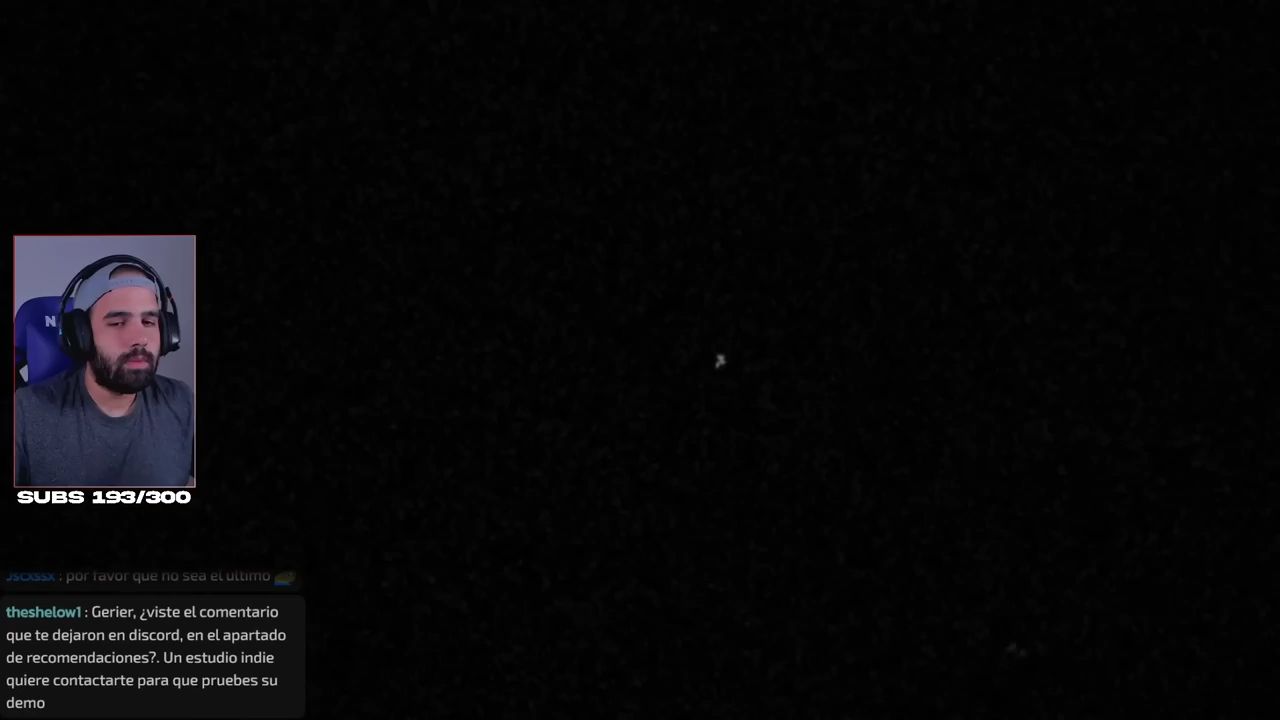 N
SUBS 193/300
Jscxssx : por favor que no sea el ultimo
theshelow1 : Gerier, ¿viste el comentario
que te dejaron en discord, en el apartado
de recomendaciones?. Un estudio indie
quiere contactarte para que pruebes su
demo